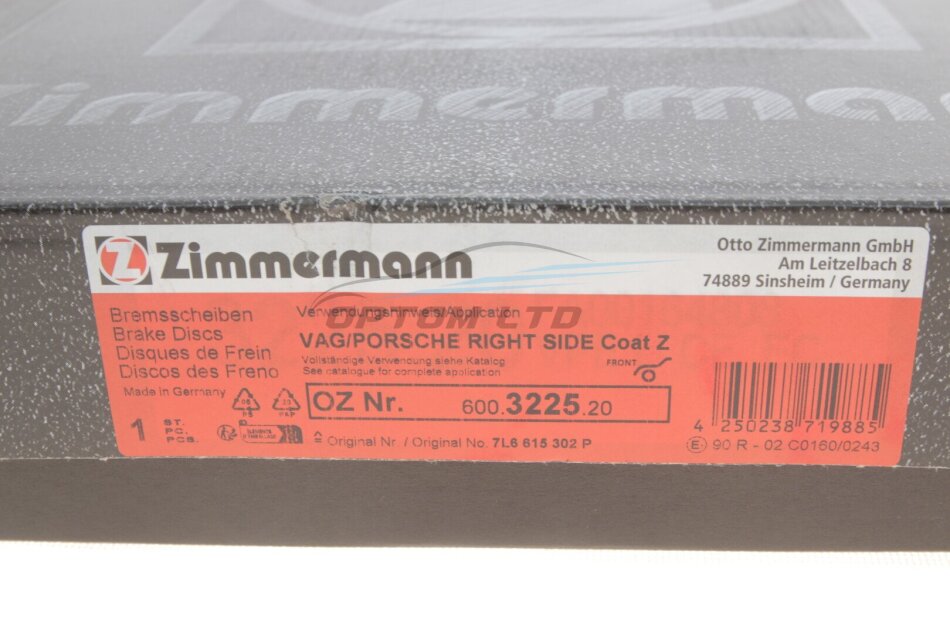 Zimmermann
Zimmermann
Otto Zimmermann GmbH
Am Leitzelbach 8
74889 Sinsheim / Germany
Bremsscheiben
Brake Discs
Disques de Frein
Discos des Freno
Made in Germany
1
ST.
PC.
PCS.
Verwendungshinweis/Application
OPTOM LTD
VAG/PORSCHE RIGHT SIDE Coat Z
Vollständige Verwendung siehe Katalog
See catalogue for complete application
FRONT
OZ Nr. 600.3225.20
≙ Original Nr. / Original No. 7L6 615 302 P
4 250238 719885
E 90 R - 02 C0160/0243